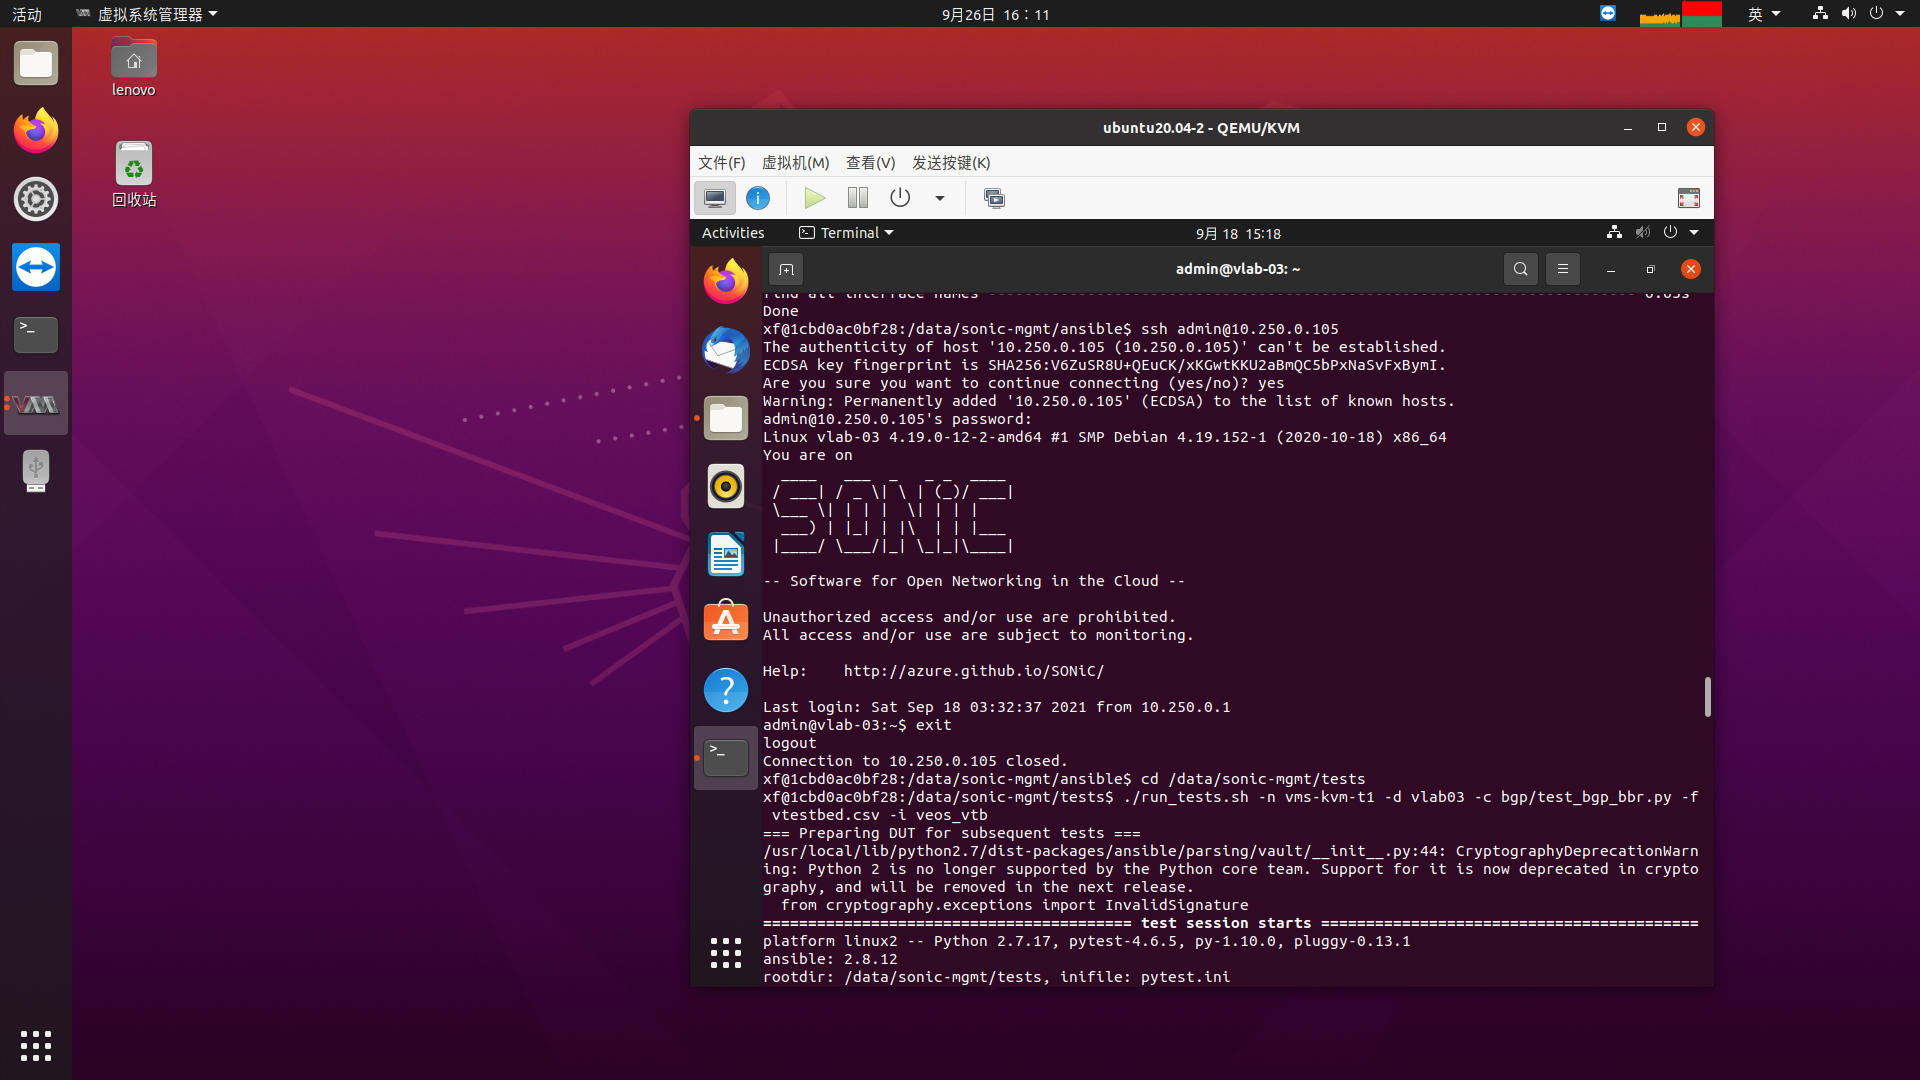 活动
虚拟系统管理器
9月26日 16：11
英
lenovo
回收站
ubuntu20.04-2 - QEMU/KVM
文件(F) 虚拟机(M) 查看(V) 发送按键(K)
Activities
Terminal
9月 18 15:18
admin@vlab-03: ~
find all interface names ------------------------------------------------------------------------ 0.05s
Done
xf@1cbd0ac0bf28:/data/sonic-mgmt/ansible$ ssh admin@10.250.0.105
The authenticity of host '10.250.0.105 (10.250.0.105)' can't be established.
ECDSA key fingerprint is SHA256:V6ZuSR8U+QEuCK/xKGwtKKU2aBmQC5bPxNaSvFxBymI.
Are you sure you want to continue connecting (yes/no)? yes
Warning: Permanently added '10.250.0.105' (ECDSA) to the list of known hosts.
admin@10.250.0.105's password:
Linux vlab-03 4.19.0-12-2-amd64 #1 SMP Debian 4.19.152-1 (2020-10-18) x86_64
You are on
SONiC
-- Software for Open Networking in the Cloud --
Unauthorized access and/or use are prohibited.
All access and/or use are subject to monitoring.
Help:    http://azure.github.io/SONiC/
Last login: Sat Sep 18 03:32:37 2021 from 10.250.0.1
admin@vlab-03:~$ exit
logout
Connection to 10.250.0.105 closed.
xf@1cbd0ac0bf28:/data/sonic-mgmt/ansible$ cd /data/sonic-mgmt/tests
xf@1cbd0ac0bf28:/data/sonic-mgmt/tests$ ./run_tests.sh -n vms-kvm-t1 -d vlab03 -c bgp/test_bgp_bbr.py -f
 vtestbed.csv -i veos_vtb
=== Preparing DUT for subsequent tests ===
/usr/local/lib/python2.7/dist-packages/ansible/parsing/vault/__init__.py:44: CryptographyDeprecationWarn
ing: Python 2 is no longer supported by the Python core team. Support for it is now deprecated in crypto
graphy, and will be removed in the next release.
  from cryptography.exceptions import InvalidSignature
========================================= test session starts ==========================================
platform linux2 -- Python 2.7.17, pytest-4.6.5, py-1.10.0, pluggy-0.13.1
ansible: 2.8.12
rootdir: /data/sonic-mgmt/tests, inifile: pytest.ini